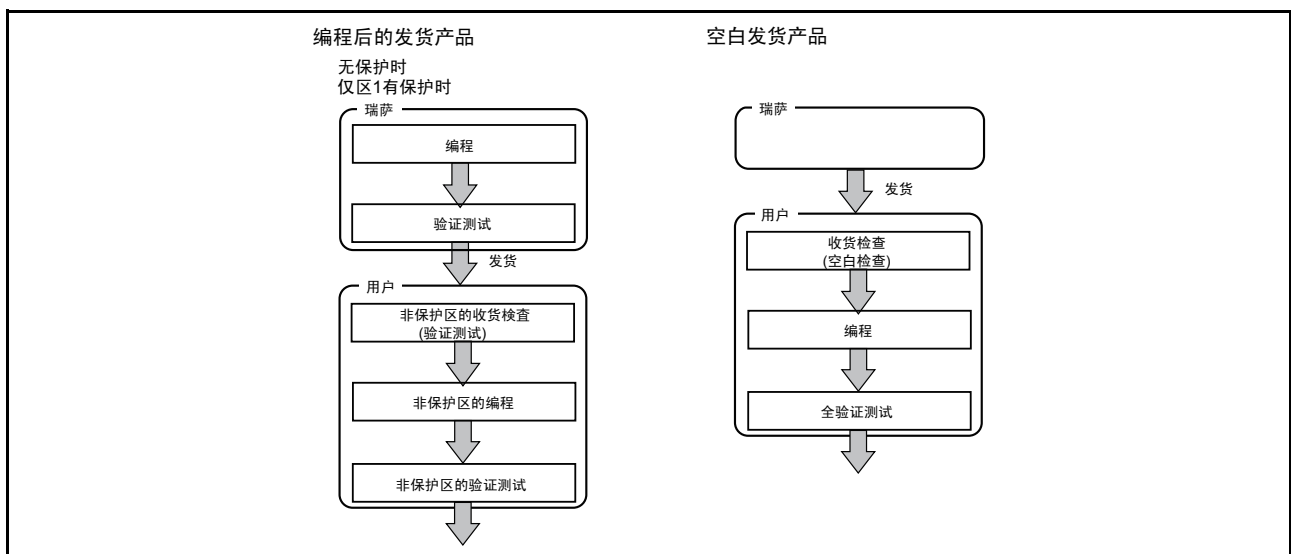 编程后的发货产品
无保护时
仅区1有保护时
瑞萨
编程
验证测试
发货
用户
非保护区的收货检查
(验证测试)
非保护区的编程
非保护区的验证测试
空白发货产品
瑞萨
发货
用户
收货检查
(空白检查)
编程
全验证测试